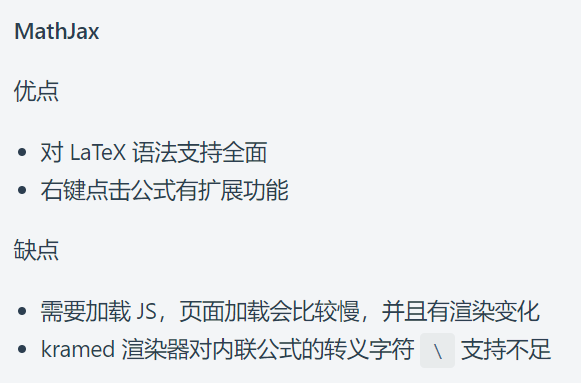 MathJax
优点
对 LaTeX 语法支持全面
右键点击公式有扩展功能
缺点
需要加载 JS，页面加载会比较慢，并且有渲染变化
kramed 渲染器对内联公式的转义字符 \ 支持不足